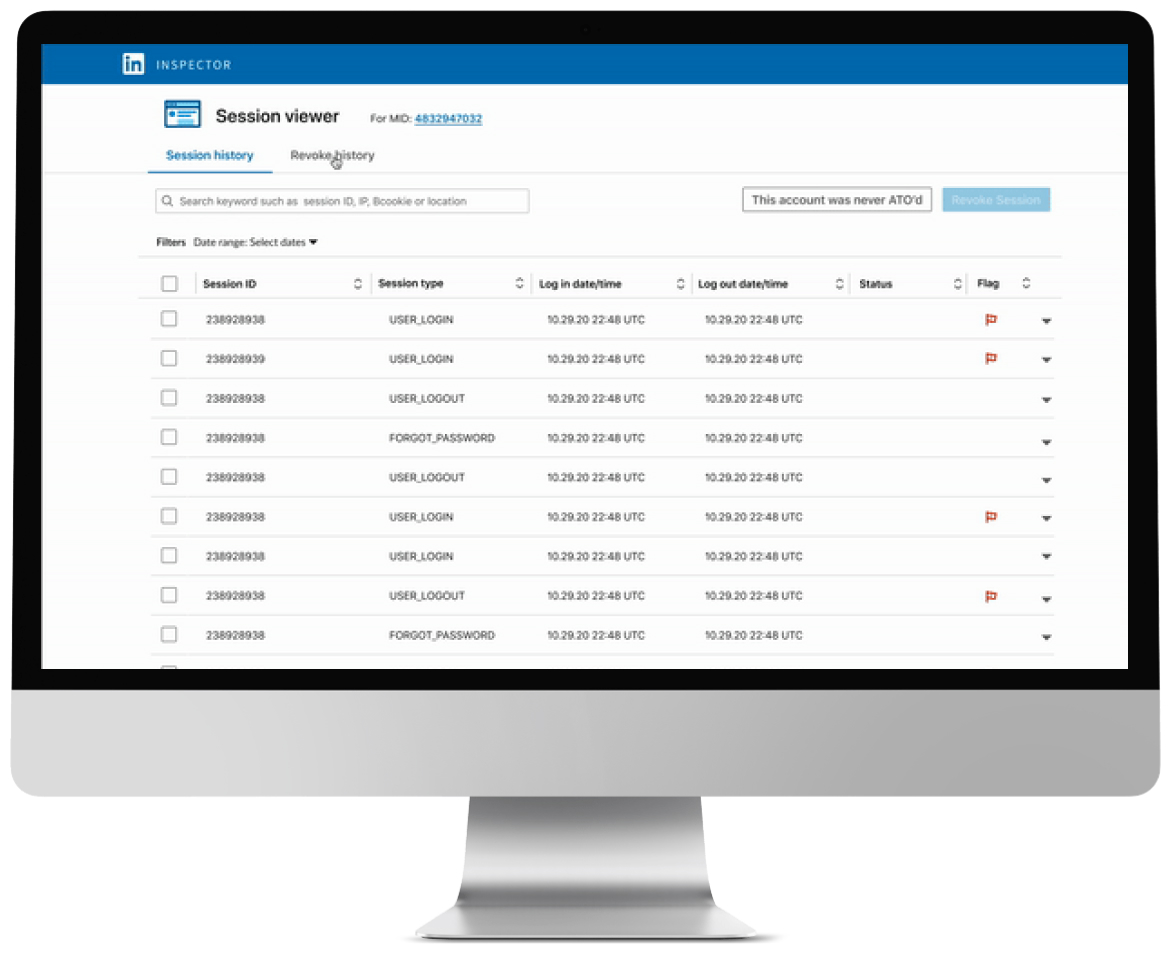 in INSPECTOR
Session viewer For MID: 4832947032
Session history Revoke history
Search keyword such as session ID, IP, Bcookie or location This account was never ATO'd Revoke Session
Filters Date range: Select dates
Session ID Session type Log in date/time Log out date/time Status Flag
238928938 USER_LOGIN 10.29.20 22:48 UTC 10.29.20 22:48 UTC
238928939 USER_LOGIN 10.29.20 22:48 UTC 10.29.20 22:48 UTC
238928938 USER_LOGOUT 10.29.20 22:48 UTC 10.29.20 22:48 UTC
238928938 FORGOT_PASSWORD 10.29.20 22:48 UTC 10.29.20 22:48 UTC
238928938 USER_LOGOUT 10.29.20 22:48 UTC 10.29.20 22:48 UTC
238928938 USER_LOGIN 10.29.20 22:48 UTC 10.29.20 22:48 UTC
238928938 USER_LOGIN 10.29.20 22:48 UTC 10.29.20 22:48 UTC
238928938 USER_LOGOUT 10.29.20 22:48 UTC 10.29.20 22:48 UTC
238928938 FORGOT_PASSWORD 10.29.20 22:48 UTC 10.29.20 22:48 UTC